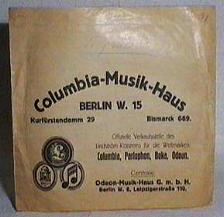 Columbia-Musik-Haus
BERLIN W. 15
Kurfürstendamm 29 Bismarck 669.
Offizielle Verkaufsstelle des
Lindström-Konzerns für die Weltmarken
Columbia, Parlophon, Beka, Odeon.
Centrale:
Odeon-Musik-Haus G. m. b. H.
Berlin W. 8, Leipzigerstraße 110,